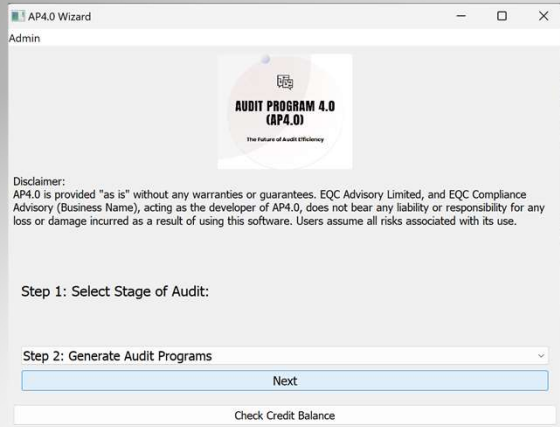 AP4.0 Wizard
Admin
AUDIT PROGRAM 4.0
(AP4.0)
The Future of Audit Efficiency
Disclaimer:
AP4.0 is provided "as is" without any warranties or guarantees. EQC Advisory Limited, and EQC Compliance
Advisory (Business Name), acting as the developer of AP4.0, does not bear any liability or responsibility for any
loss or damage incurred as a result of using this software. Users assume all risks associated with its use.
Step 1: Select Stage of Audit:
Step 2: Generate Audit Programs
Next
Check Credit Balance